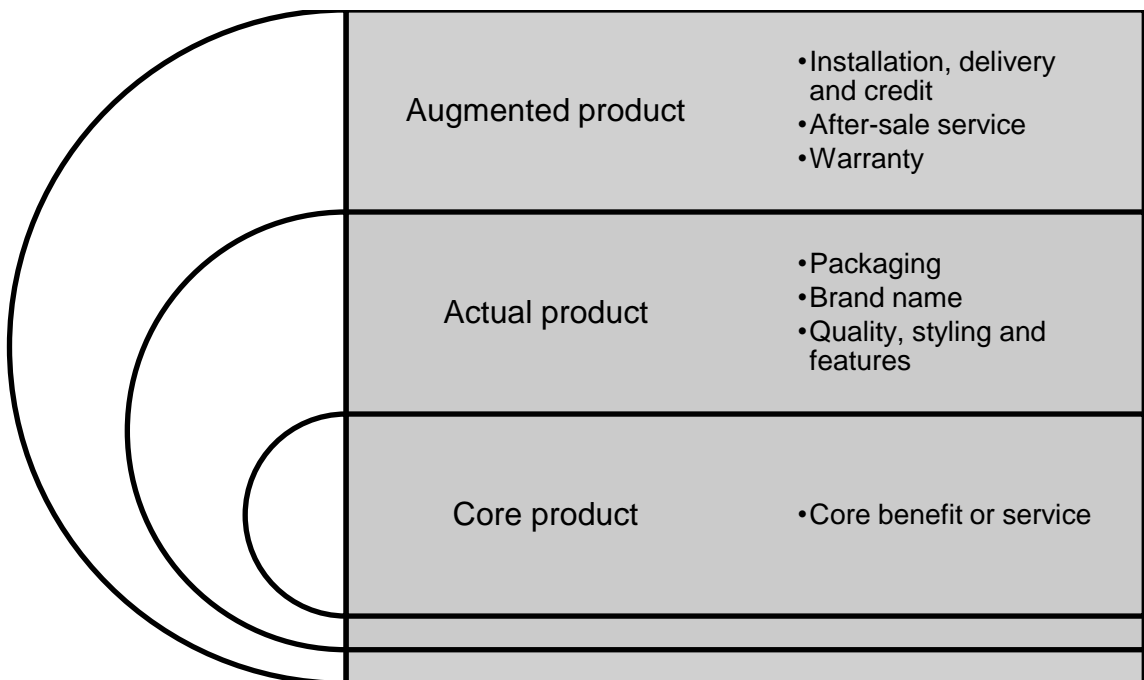 Augmented product
•Installation, delivery
and credit
•After-sale service
•Warranty
Actual product
•Packaging
•Brand name
•Quality, styling and
features
Core product
•Core benefit or service